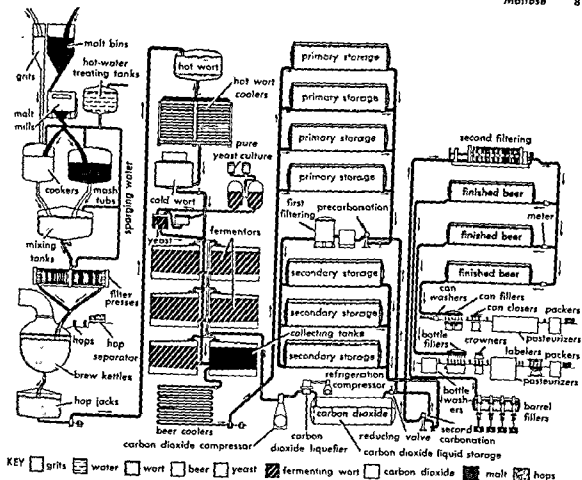 Maltose 8
malt bins
grits
hot-water
treating tanks
malt
mills
cookers
mash
tubs
sparging water
mixing
tanks
filter
presses
hops
hop
separator
brew kettles
hop jacks
hot wort
hot wort
coolers
pure
yeast culture
cold wort
yeast
fermentors
collecting tanks
beer coolers
carbon dioxide compressor
primary storage
primary storage
primary storage
primary storage
first
filtering
precarbonation
secondary storage
secondary storage
secondary storage
refrigeration
compressor
carbon dioxide
carbon
dioxide liquefier
reducing valve
carbon dioxide liquid storage
second
carbonation
second filtering
finished beer
meter
finished beer
finished beer
can
washers
can fillers
can closers
packers
pasteurizers
bottle
fillers
crowners
labelers
packers
pasteurizers
bottle
wash-
ers
barrel
fillers
KEY grits water wort beer yeast fermenting wort carbon dioxide malt hops